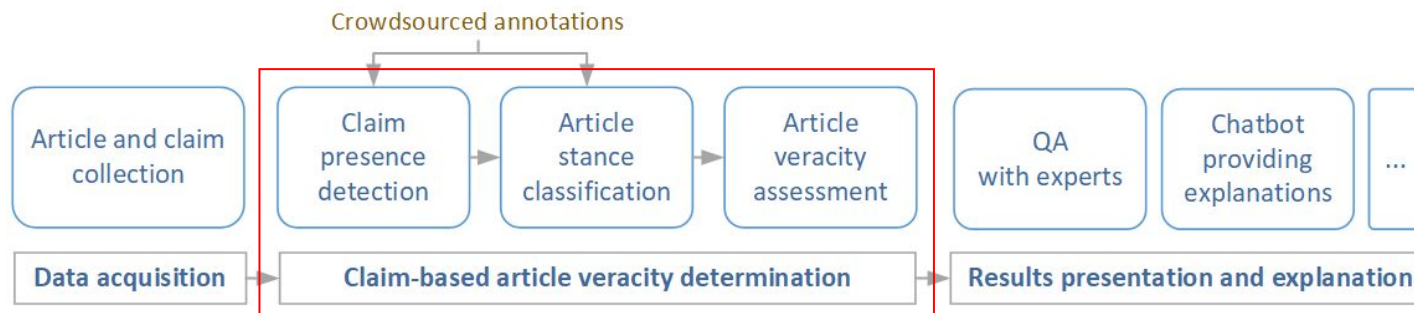 Crowdsourced annotations
Article and claim
collection
Claim
presence
detection
Article
stance
classification
Article
veracity
assessment
QA
with experts
Chatbot
providing
explanations
...
Data acquisition
Claim-based article veracity determination
Results presentation and explanation